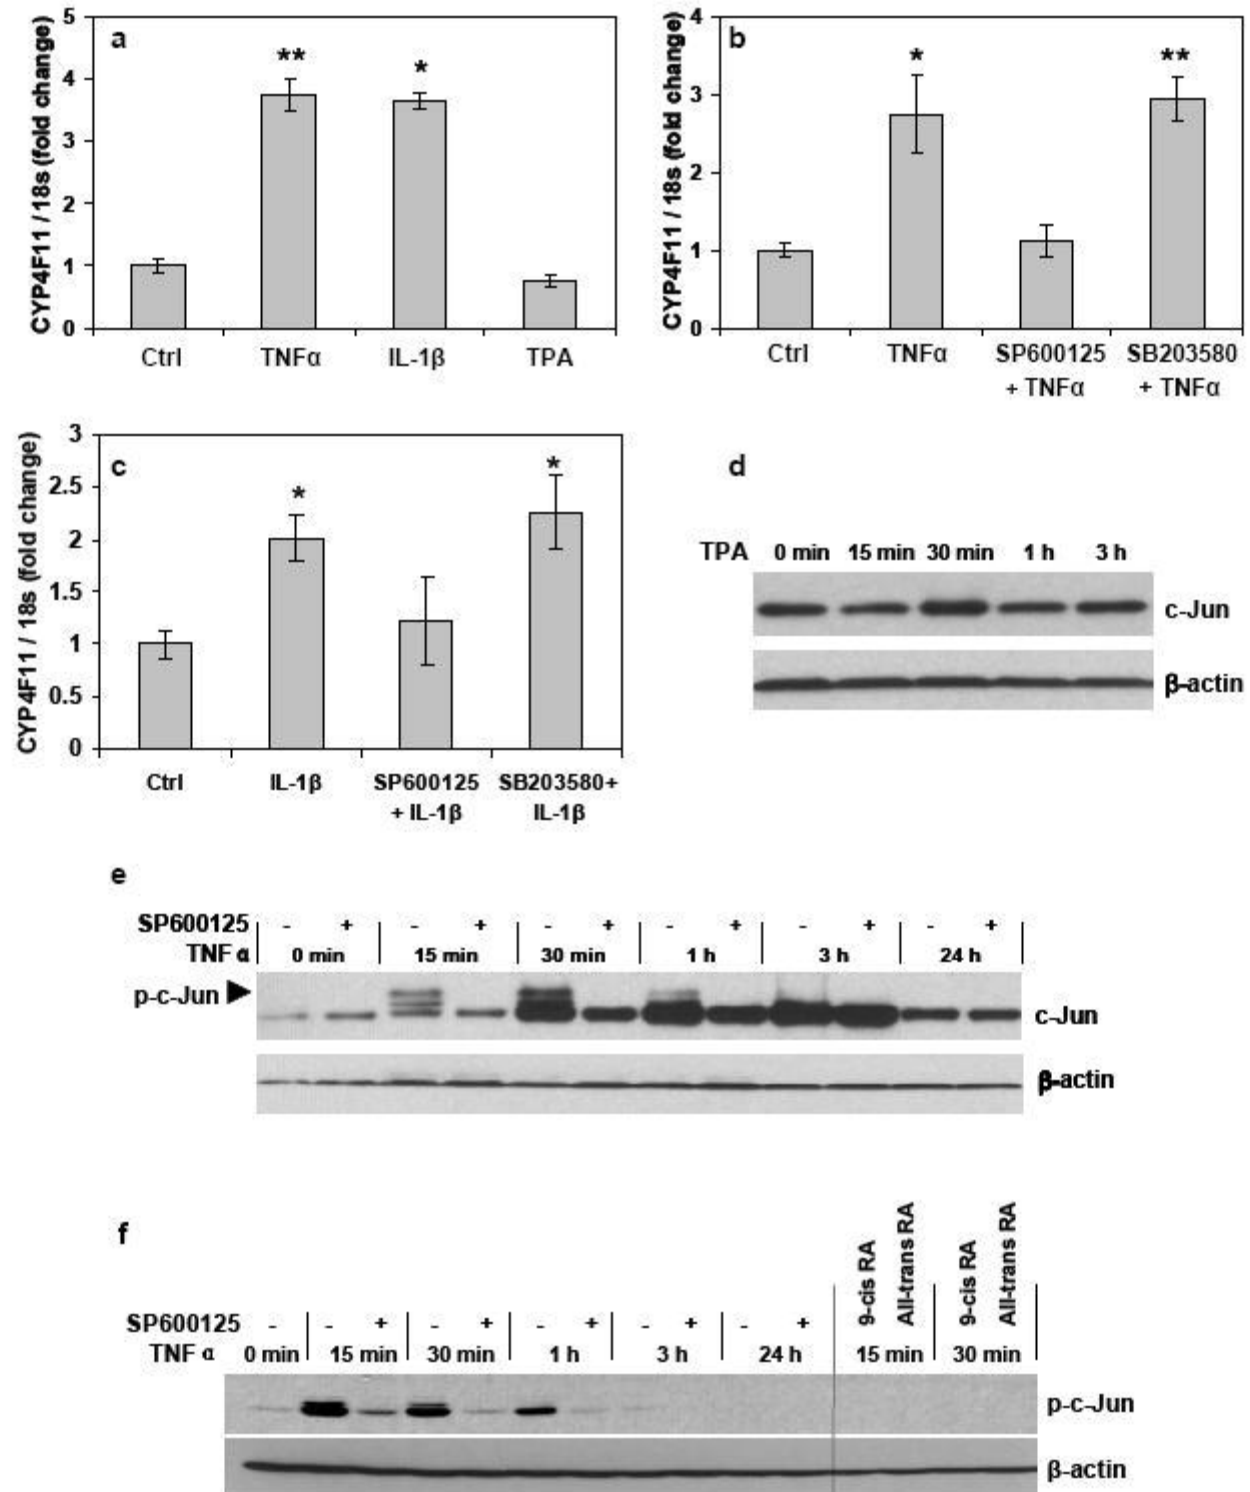 a
CYP4F11 / 18s (fold change)
5
4
3
2
1
0
**
*
Ctrl
TNFα
IL-1β
TPA
b
CYP4F11 / 18s (fold change)
4
3
2
1
0
*
**
Ctrl
TNFα
SP600125
+ TNFα
SB203580
+ TNFα
c
CYP4F11 / 18s (fold change)
3
2.5
2
1.5
1
0.5
0
*
*
Ctrl
IL-1β
SP600125
+ IL-1β
SB203580+
IL-1β
d
TPA 0 min 15 min 30 min 1 h 3 h
c-Jun
β-actin
e
SP600125 - + - + - + - + - + - +
TNF α 0 min 15 min 30 min 1 h 3 h 24 h
p-c-Jun
c-Jun
β-actin
f
9-cis RA
All-trans RA
9-cis RA
All-trans RA
SP600125 - - + - + - + - + - +
TNF α 0 min 15 min 30 min 1 h 3 h 24 h 15 min 30 min
p-c-Jun
β-actin